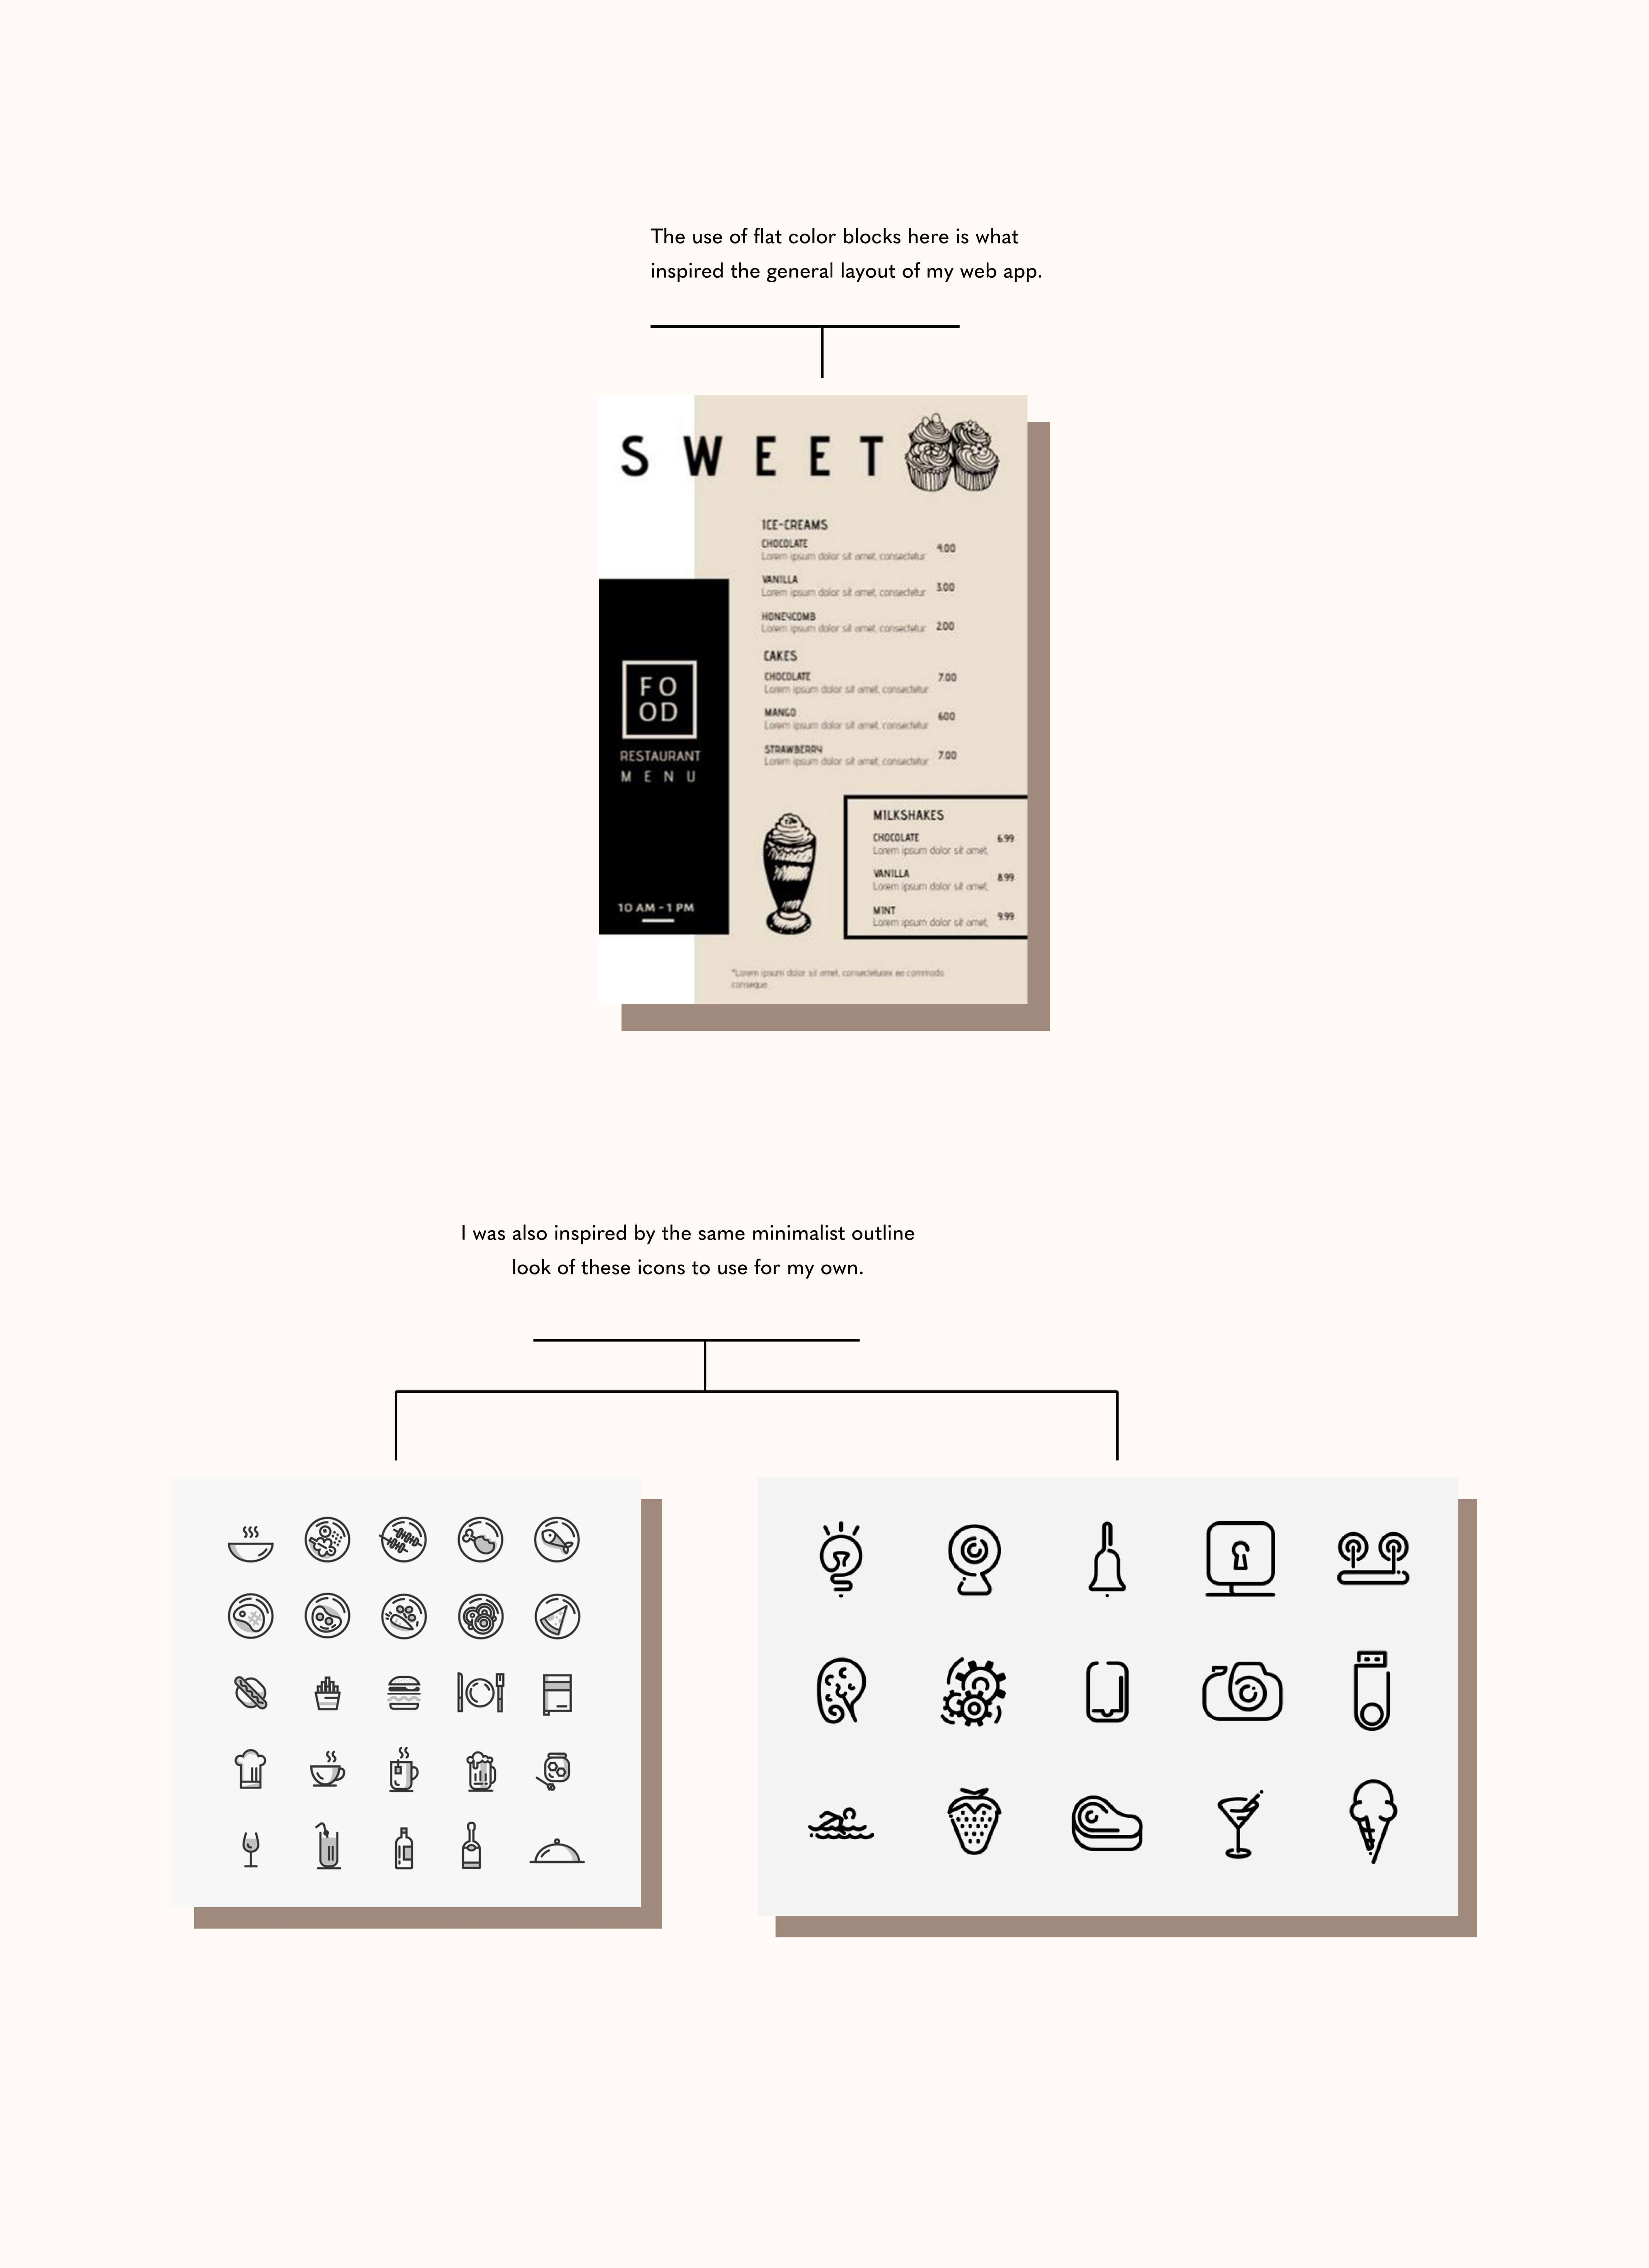 The use of flat color blocks here is what
inspired the general layout of my web app.
SWEET
ICE-CREAMS
CHOCOLATE 4.00
Lorem ipsum dolor sit amet, consectetur
VANILLA 3.00
Lorem ipsum dolor sit amet, consectetur
HONEYCOMB 2.00
Lorem ipsum dolor sit amet, consectetur
CAKES
CHOCOLATE 7.00
Lorem ipsum dolor sit amet, consectetur
MANGO 6.00
Lorem ipsum dolor sit amet, consectetur
STRAWBERRY 7.00
Lorem ipsum dolor sit amet, consectetur
FO
OD
RESTAURANT
MENU
10 AM - 1 PM
MILKSHAKES
CHOCOLATE 6.99
Lorem ipsum dolor sit amet,
VANILLA 8.99
Lorem ipsum dolor sit amet,
MINT 9.99
Lorem ipsum dolor sit amet,
*Lorem ipsum dolor sit amet, ea commodo
conseque
I was also inspired by the same minimalist outline
look of these icons to use for my own.